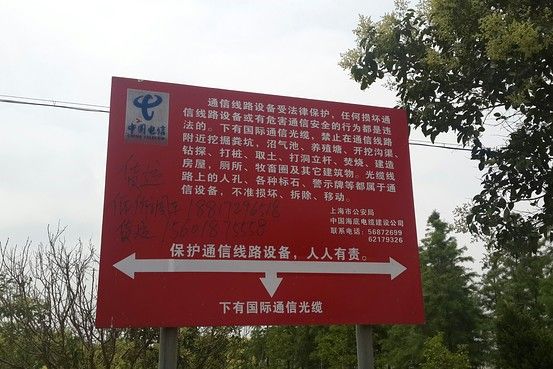 中国电信
CHINA TELECOM
通信线路设备受法律保护，任何损坏通
信线路设备或有危害通信安全的行为都是违
法的。下有国际通信光缆，禁止在通信线路
附近挖掘粪坑、沼气池、养殖塘、开挖沟渠、
钻探、打桩、取土、打洞立杆、焚烧、建造
房屋、厕所、牧畜圈及其它建筑物。光缆线
路上的人孔、各种标石、警示牌等都属于通
信设备，不准损坏、拆除、移动。
上海市公安局
中国海底电缆建设公司
联系电话：56872699
62179326
保护通信线路设备，人人有责。
下有国际通信光缆